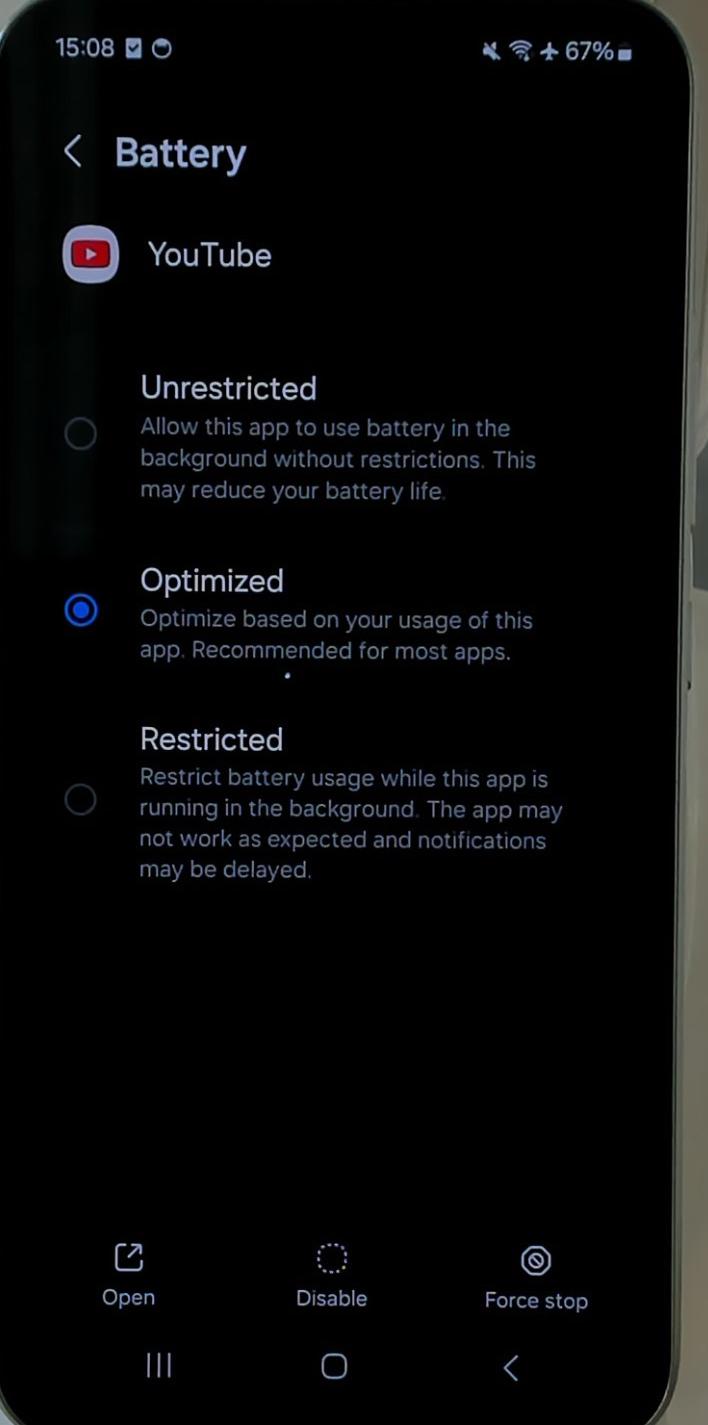 15:08 67%
Battery
YouTube
Unrestricted
Allow this app to use battery in the
background without restrictions. This
may reduce your battery life.
Optimized
Optimize based on your usage of this
app. Recommended for most apps.
Restricted
Restrict battery usage while this app is
running in the background. The app may
not work as expected and notifications
may be delayed.
Open Disable Force stop